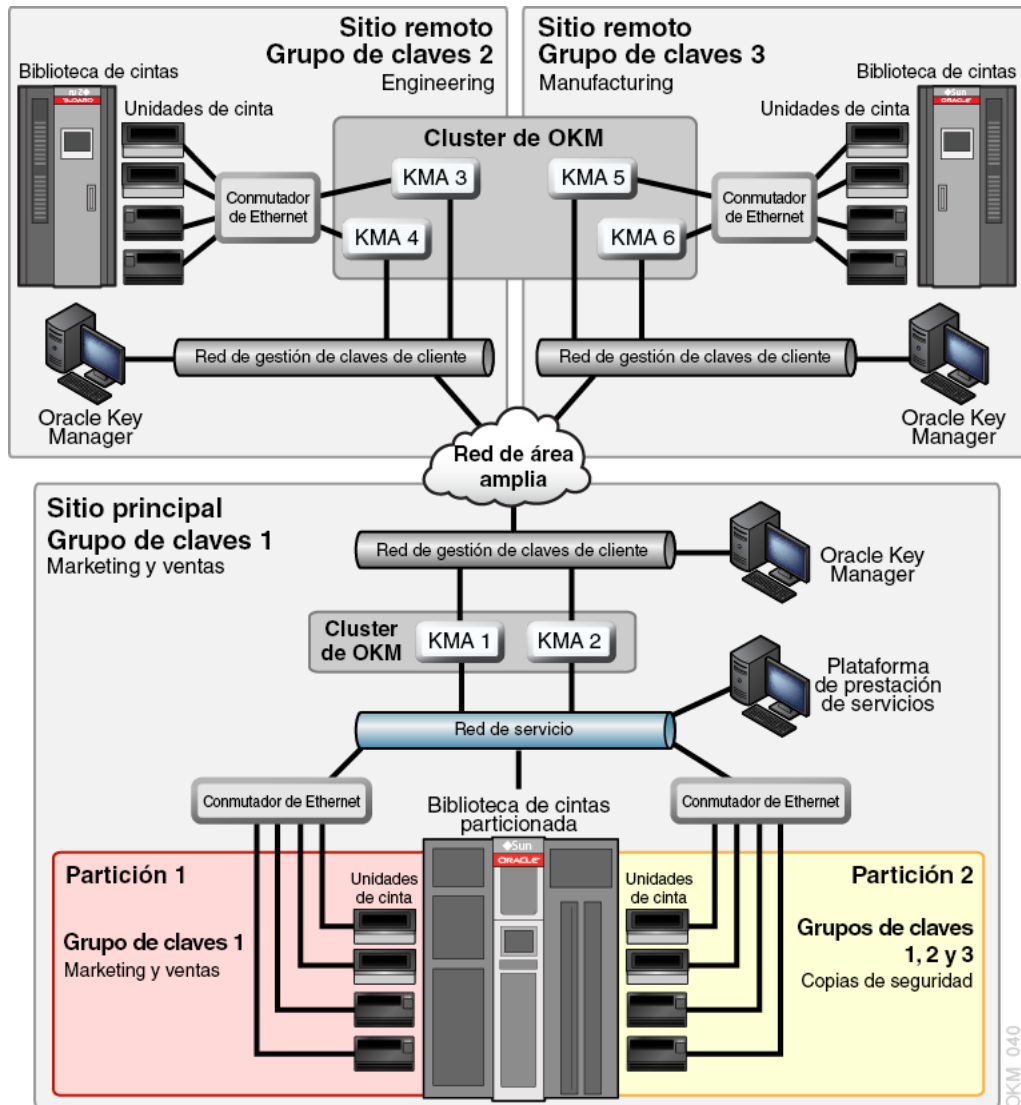 Sitio remoto
Grupo de claves 2
Engineering
Biblioteca de cintas
Unidades de cinta
Sun
ORACLE
Conmutador
de Ethernet
Sitio remoto
Grupo de claves 3
Manufacturing
Biblioteca de cintas
Unidades de cinta
Sun
ORACLE
Conmutador
de Ethernet
Cluster de OKM
KMA 3
KMA 4
KMA 5
KMA 6
Red de gestión de claves de cliente
Oracle Key
Manager
Red de gestión de claves de cliente
Oracle Key
Manager
Red de área
amplia
Sitio principal
Grupo de claves 1
Marketing y ventas
Red de gestión de claves de cliente
Oracle Key
Manager
Cluster
de OKM
KMA 1
KMA 2
Plataforma
de prestación
de servicios
Red de servicio
Conmutador de Ethernet
Biblioteca de cintas
particionada
Conmutador de Ethernet
Sun
ORACLE
Partición 1
Unidades
de cinta
Grupo de claves 1
Marketing y ventas
Unidades
de cinta
Partición 2
Grupos de claves
1, 2 y 3
Copias de seguridad
OKM 040